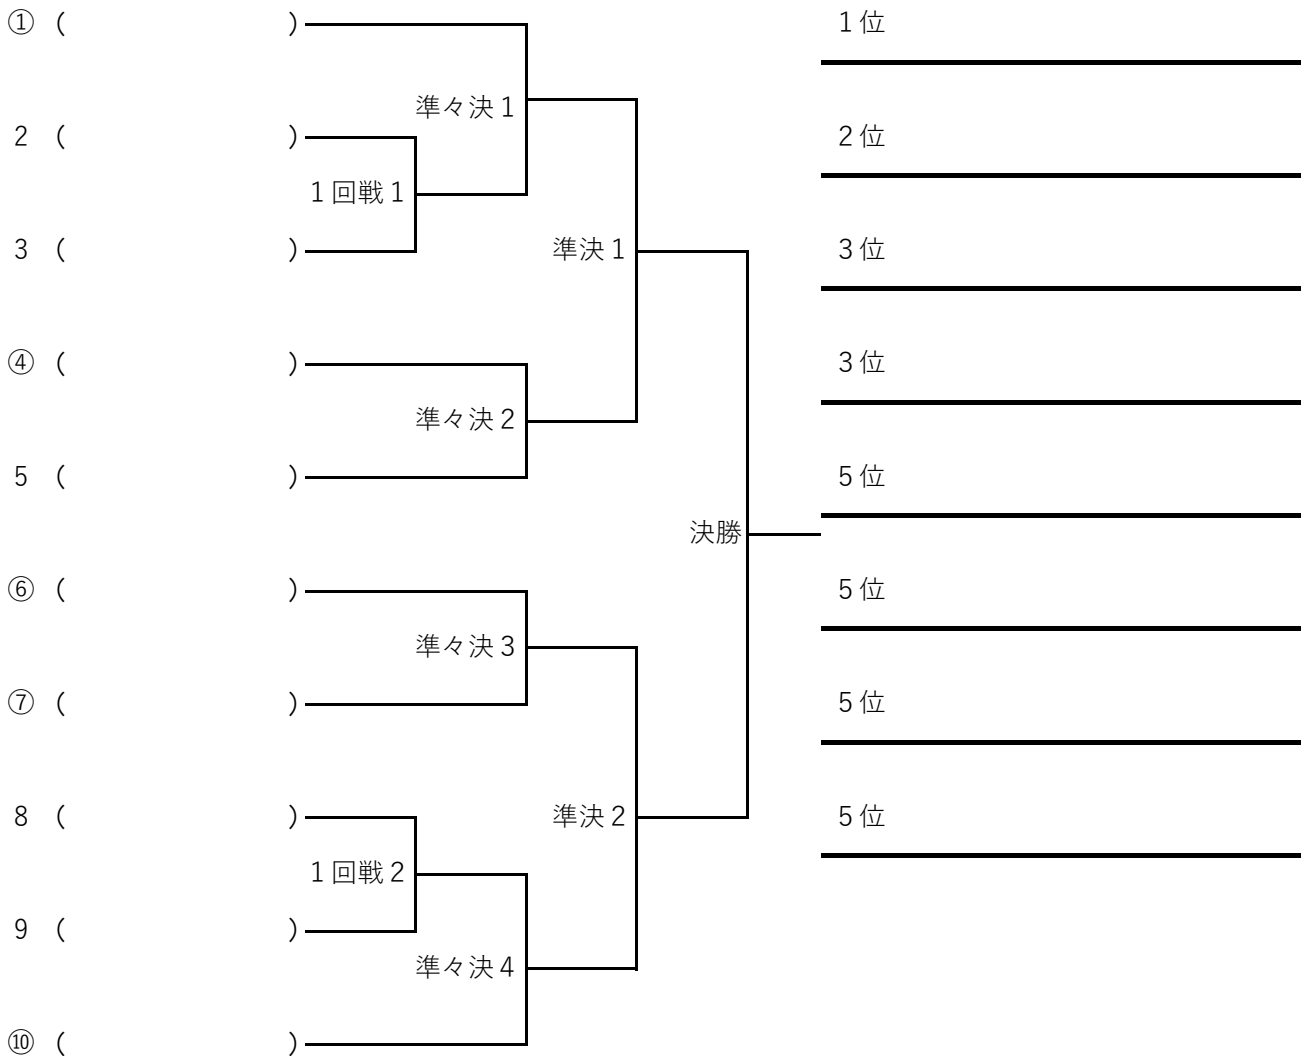 ① (　　　　　　　　)
1位
準々決1
2 (　　　　　　　　)
2位
1回戦1
3 (　　　　　　　　)
準決1
3位
④ (　　　　　　　　)
3位
準々決2
5 (　　　　　　　　)
5位
決勝
⑥ (　　　　　　　　)
5位
準々決3
⑦ (　　　　　　　　)
5位
8 (　　　　　　　　)
準決2
5位
1回戦2
9 (　　　　　　　　)
準々決4
⑩ (　　　　　　　　)